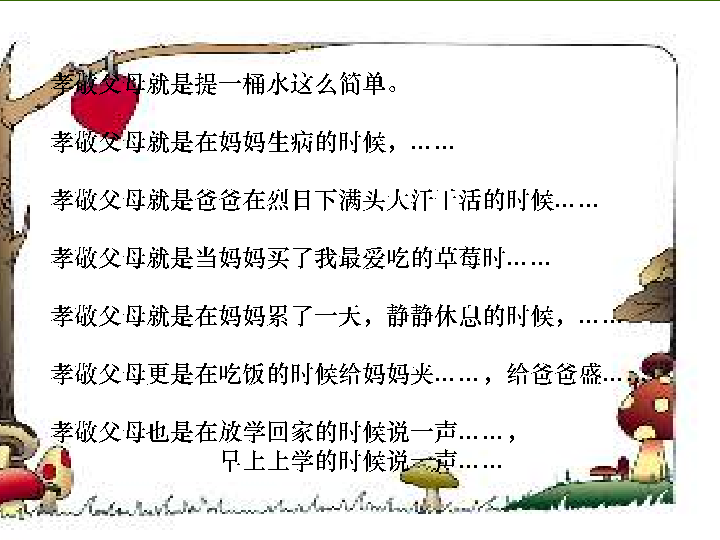 孝敬父母就是提一桶水这么简单。
孝敬父母就是在妈妈生病的时候，……
孝敬父母就是爸爸在烈日下满头大汗干活的时候……
孝敬父母就是当妈妈买了我最爱吃的草莓时……
孝敬父母就是在妈妈累了一天，静静休息的时候，……
孝敬父母更是在吃饭的时候给妈妈夹……，给爸爸盛……
孝敬父母也是在放学回家的时候说一声……，
早上上学的时候说一声……